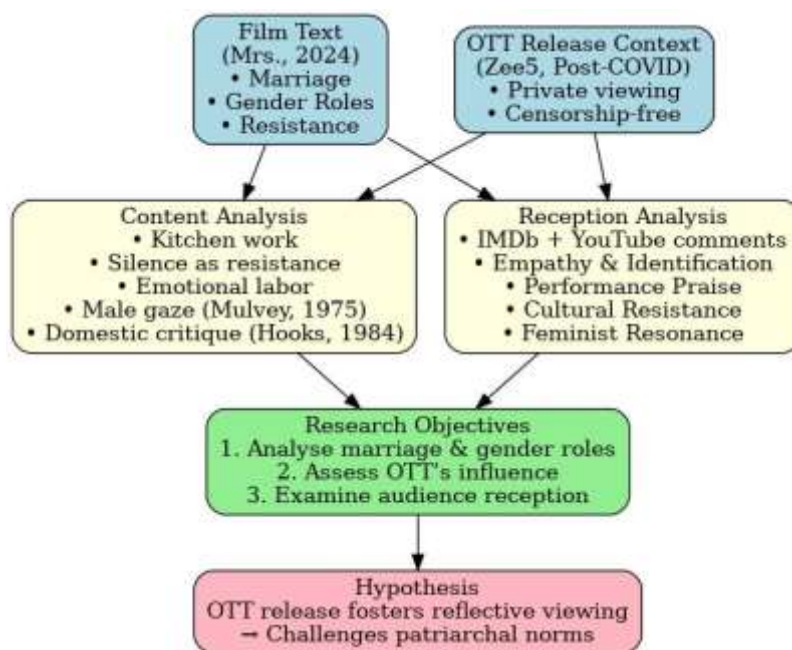 Film Text
(Mrs., 2024)
• Marriage
• Gender Roles
• Resistance
OTT Release Context
(Zee5, Post-COVID)
• Private viewing
• Censorship-free
Content Analysis
• Kitchen work
• Silence as resistance
• Emotional labor
• Male gaze (Mulvey, 1975)
• Domestic critique (Hooks, 1984)
Reception Analysis
• IMDb + YouTube comments
• Empathy & Identification
• Performance Praise
• Cultural Resistance
• Feminist Resonance
Research Objectives
1. Analyse marriage & gender roles
2. Assess OTT's influence
3. Examine audience reception
Hypothesis
OTT release fosters reflective viewing
→ Challenges patriarchal norms